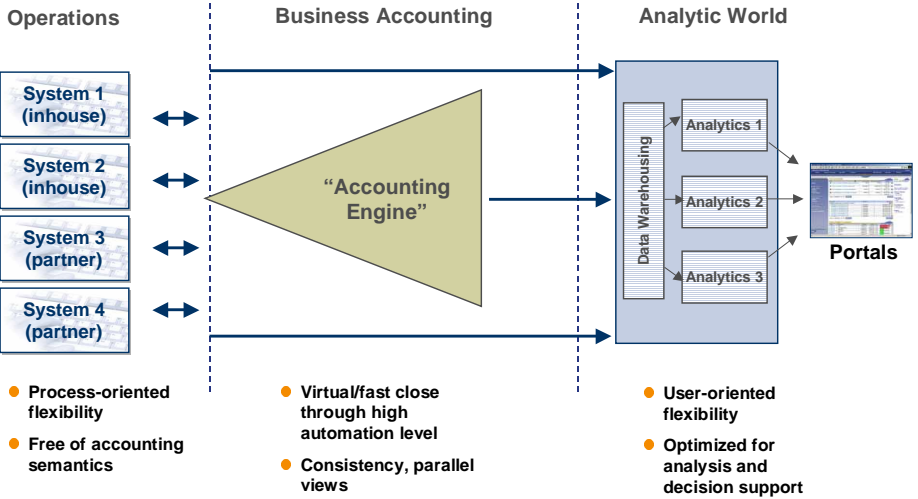 Operations
Business Accounting
Analytic World
System 1
(inhouse)
System 2
(inhouse)
System 3
(partner)
System 4
(partner)
“Accounting
Engine”
Data Warehousing
Analytics 1
Analytics 2
Analytics 3
Portals
Process-oriented
flexibility
Free of accounting
semantics
Virtual/fast close
through high
automation level
Consistency, parallel
views
User-oriented
flexibility
Optimized for
analysis and
decision support